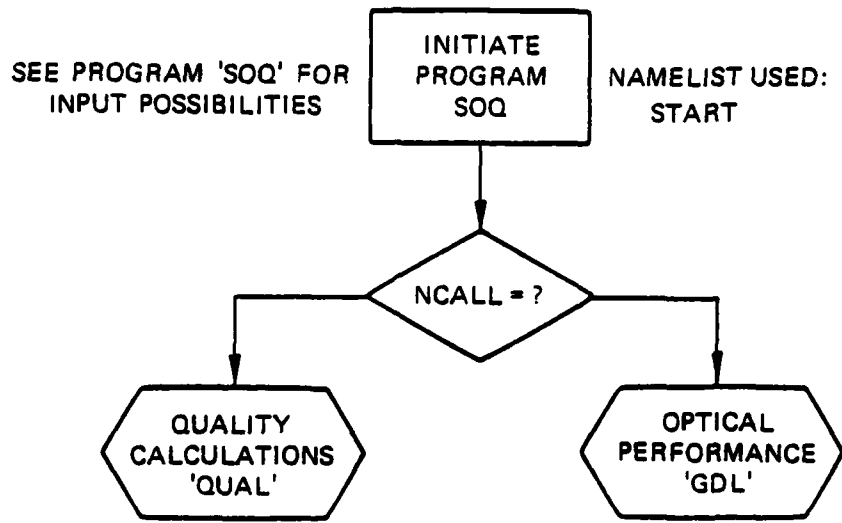 SEE PROGRAM 'SOQ' FOR
INPUT POSSIBILITIES
INITIATE
PROGRAM
SOQ
NAMELIST USED:
START
NCALL = ?
QUALITY
CALCULATIONS
'QUAL'
OPTICAL
PERFORMANCE
'GDL'